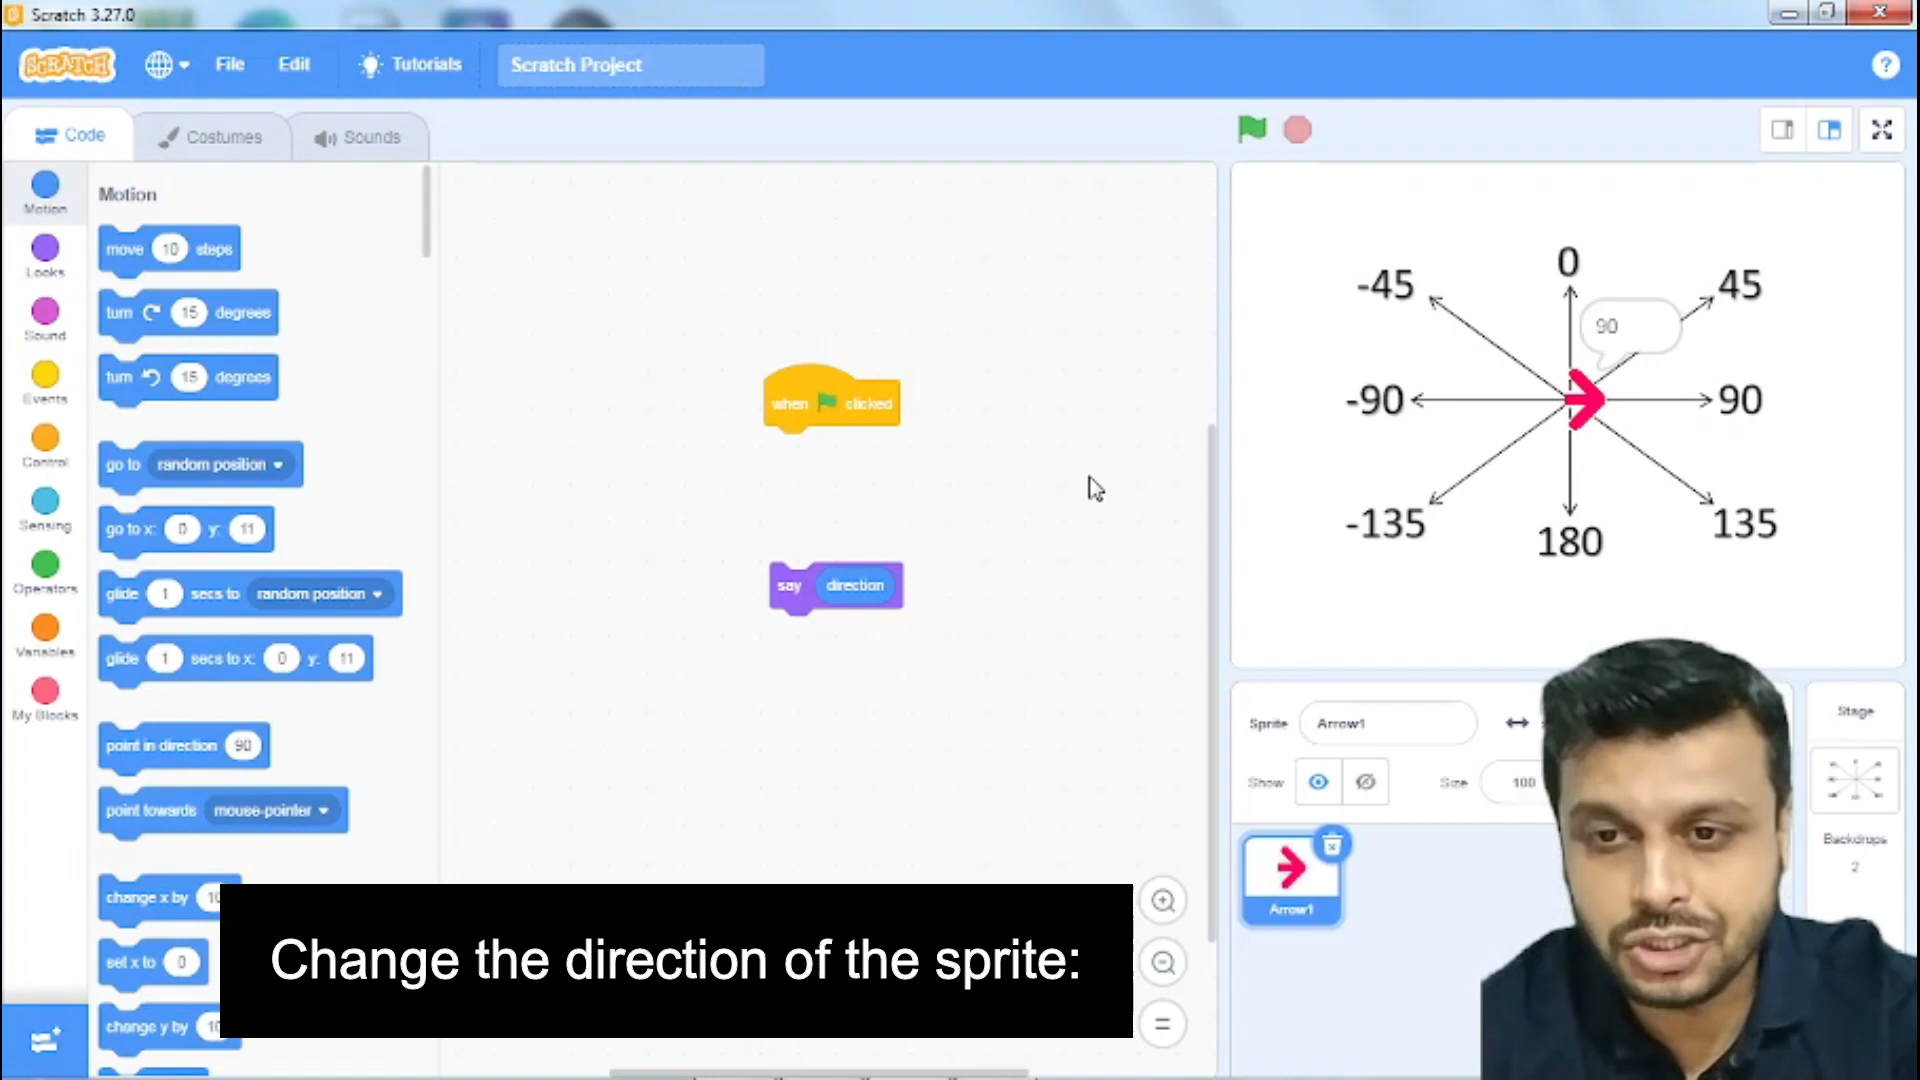 Scratch 3.27.0
SCRATCH
File
Edit
Tutorials
Scratch Project
?
Code
Costumes
Sounds
Motion
Looks
Sound
Events
Control
Sensing
Operators
Variables
My Blocks
Motion
move 10 steps
turn 15 degrees
turn 15 degrees
go to random position
go to x: 0 y: 11
glide 1 secs to random position
glide 1 secs to x: 0 y: 11
point in direction 90
point towards mouse-pointer
change x by 10
set x to 0
change y by 10
when clicked
say direction
0
45
90
135
180
-135
-90
-45
90
Sprite
Arrow1
Show
Size
100
Arrow1
Stage
Backdrops
2
Change the direction of the sprite: